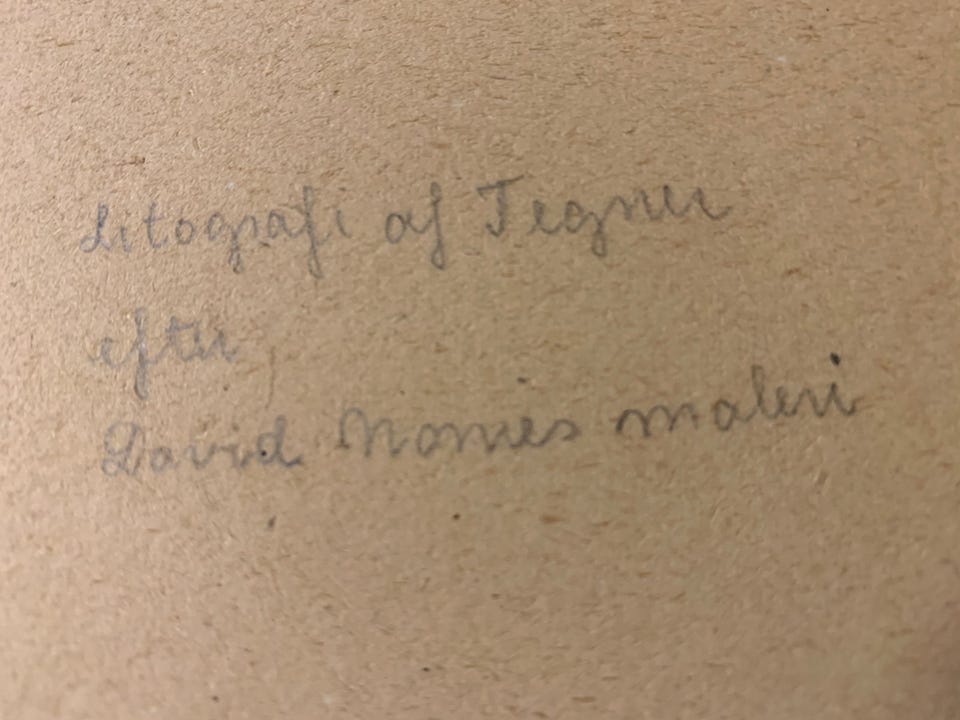 Litografi af Tegner
efter
David Monies maleri